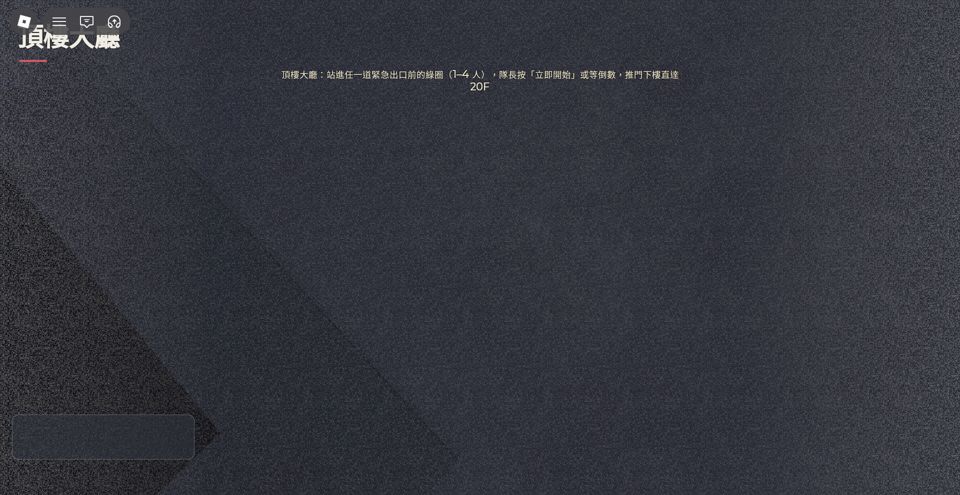 頂樓大廳
頂樓大廳：站進任一道緊急出口前的綠圈（1–4 人），隊長按「立即開始」或等倒數，推門下樓直達
20F